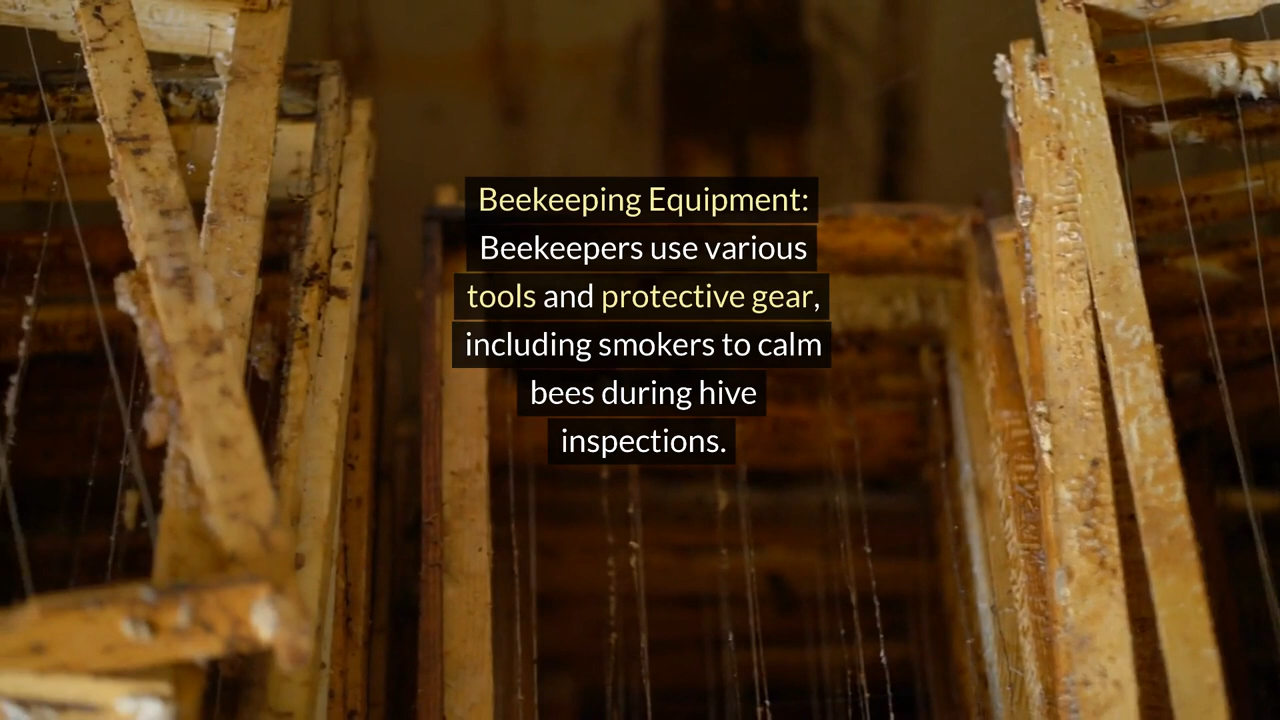 Beekeeping Equipment:
Beekeepers use various
tools and protective gear,
including smokers to calm
bees during hive
inspections.